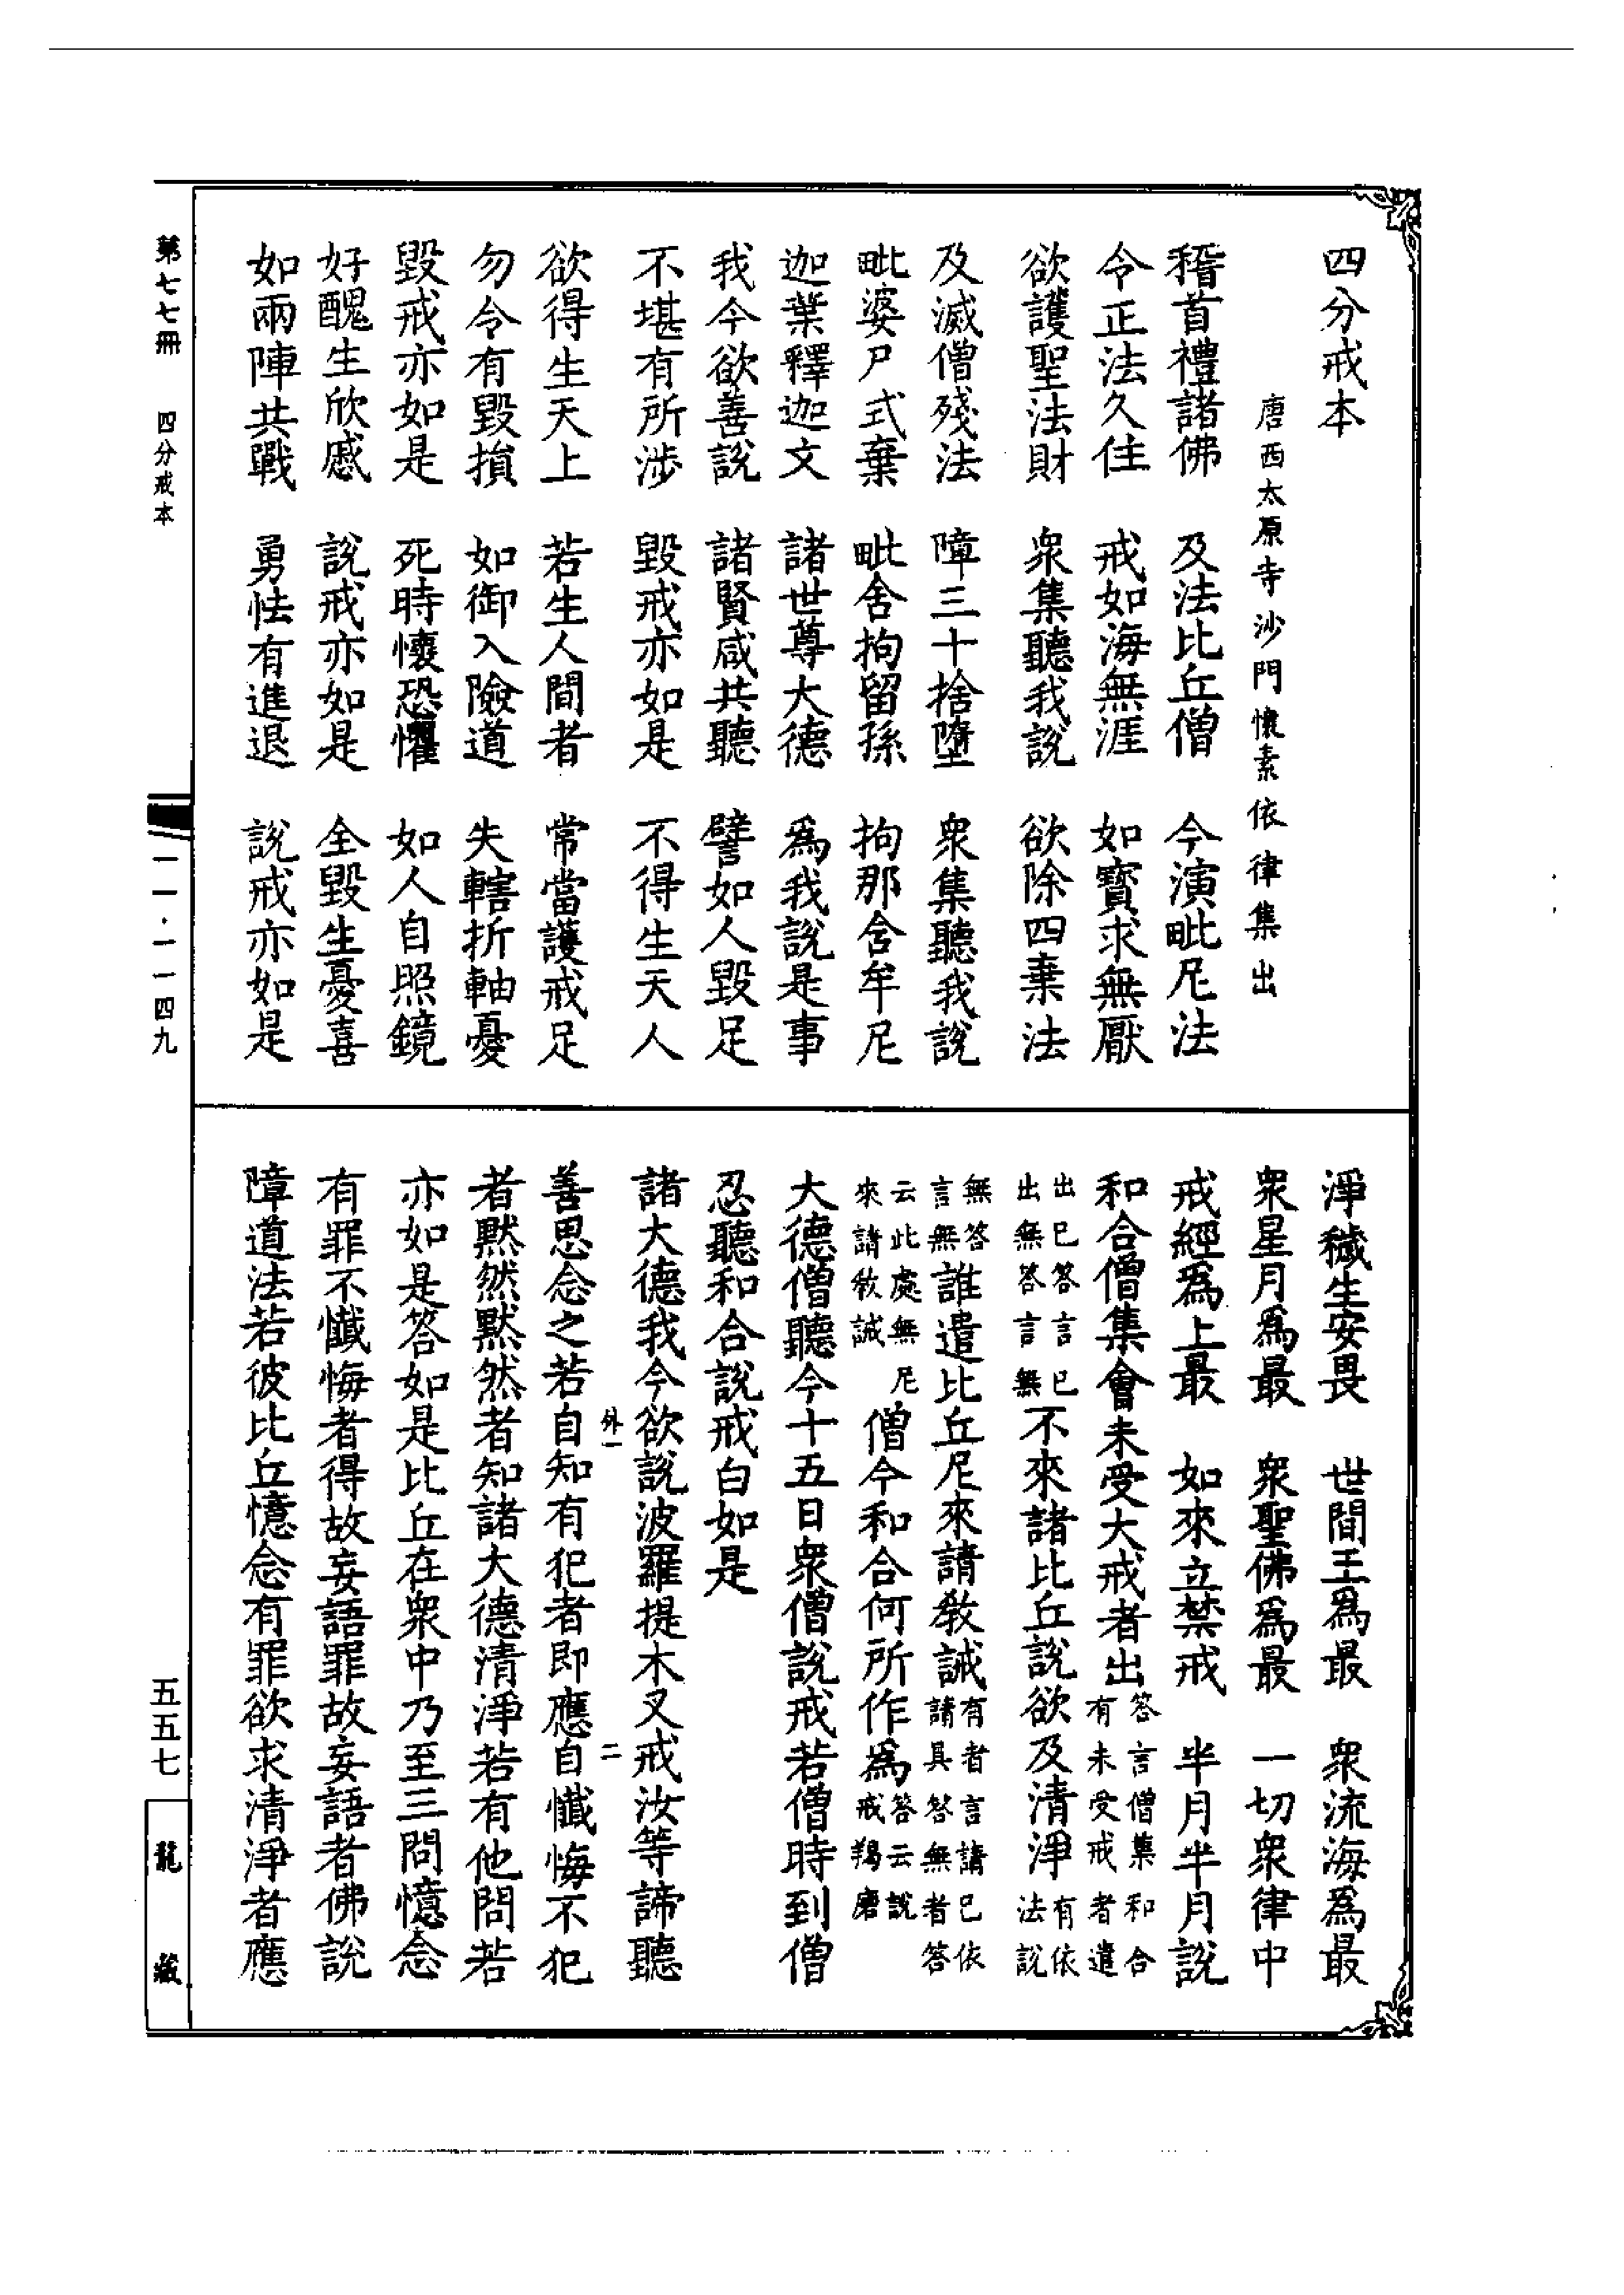 四分戒本
唐西太原寺沙門懷素依律集出
稽首禮諸佛　及法比丘僧　今演毗尼法
令正法久住　戒如海無涯　如寶求無厭
欲護聖法財　衆集聽我說　欲除四棄法
及滅僧殘法　障三十捨墮　衆集聽我說
毗婆尸式棄　毗舍拘留孫　拘那含牟尼
迦葉釋迦文　諸世尊大德　爲我說是事
我今欲善說　諸賢咸共聽　譬如人毀足
不堪有所涉　毀戒亦如是　不得生天人
欲得生天上　若生人間者　常當護戒足
勿令有毀損　如御入險道　失轄折軸憂
毀戒亦如是　死時懷恐懼　如人自照鏡
好醜生欣慼　說戒亦如是　全毀生憂喜
如兩陣共戰　勇怯有進退　說戒亦如是
淨穢生安畏　世間王爲最　衆流海爲最
衆星月爲最　衆聖佛爲最　一切衆律中
戒經爲上最　如來立禁戒　半月半月說
和合僧集會未受大戒者出答言僧集和合有未受戒者遣
出已答言已出無答言無不來諸比丘說欲及清淨有依法說
無答言無誰遣比丘尼來請敎誡有者言請已依請具答無者答
云此處無尼來請敎誡僧今和合何所作爲答云說戒羯磨
大德僧聽今十五日衆僧說戒若僧時到僧
忍聽和合說戒白如是
諸大德我今欲說波羅提木叉戒汝等諦聽
外一　二
善思念之若自知有犯者即應自懺悔不犯
者默然默然者知諸大德清淨若有他問若
亦如是答如是比丘在衆中乃至三問憶念
有罪不懺悔者得故妄語罪故妄語者佛說
障道法若彼比丘憶念有罪欲求清淨者應
第七七冊　四分戒本　一一·一一四九　五五七　龍藏